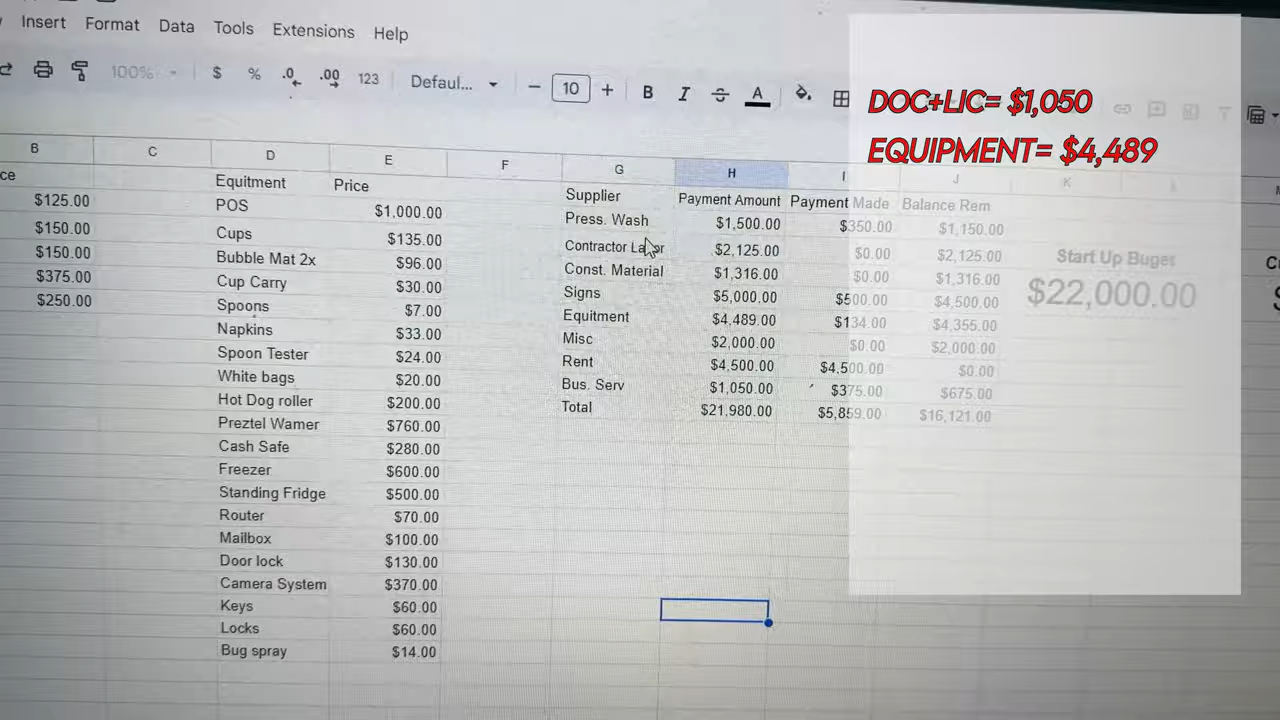 Insert Format Data Tools Extensions Help
100% $ % .0 .00 123 Defaul... − 10 + B I S A
DOC+LIC= $1,050
EQUIPMENT= $4,489
B C D E F G H I J K
ce Equitment Price Supplier Payment Amount Payment Made Balance Rem
$125.00 POS $1,000.00 Press. Wash $1,500.00 $350.00 $1,150.00
$150.00 Cups $135.00 Contractor Labor $2,125.00 $0.00 $2,125.00
$150.00 Bubble Mat 2x $96.00 Const. Material $1,316.00 $0.00 $1,316.00
$375.00 Cup Carry $30.00 Signs $5,000.00 $500.00 $4,500.00
$250.00 Spoons $7.00 Equitment $4,489.00 $134.00 $4,355.00
Napkins $33.00 Misc $2,000.00 $0.00 $2,000.00
Spoon Tester $24.00 Rent $4,500.00 $4,500.00 $0.00
White bags $20.00 Bus. Serv $1,050.00 $375.00 $675.00
Hot Dog roller $200.00 Total $21,980.00 $5,859.00 $16,121.00
Start Up Buget
$22,000.00
Preztel Wamer $760.00
Cash Safe $280.00
Freezer $600.00
Standing Fridge $500.00
Router $70.00
Mailbox $100.00
Door lock $130.00
Camera System $370.00
Keys $60.00
Locks $60.00
Bug spray $14.00